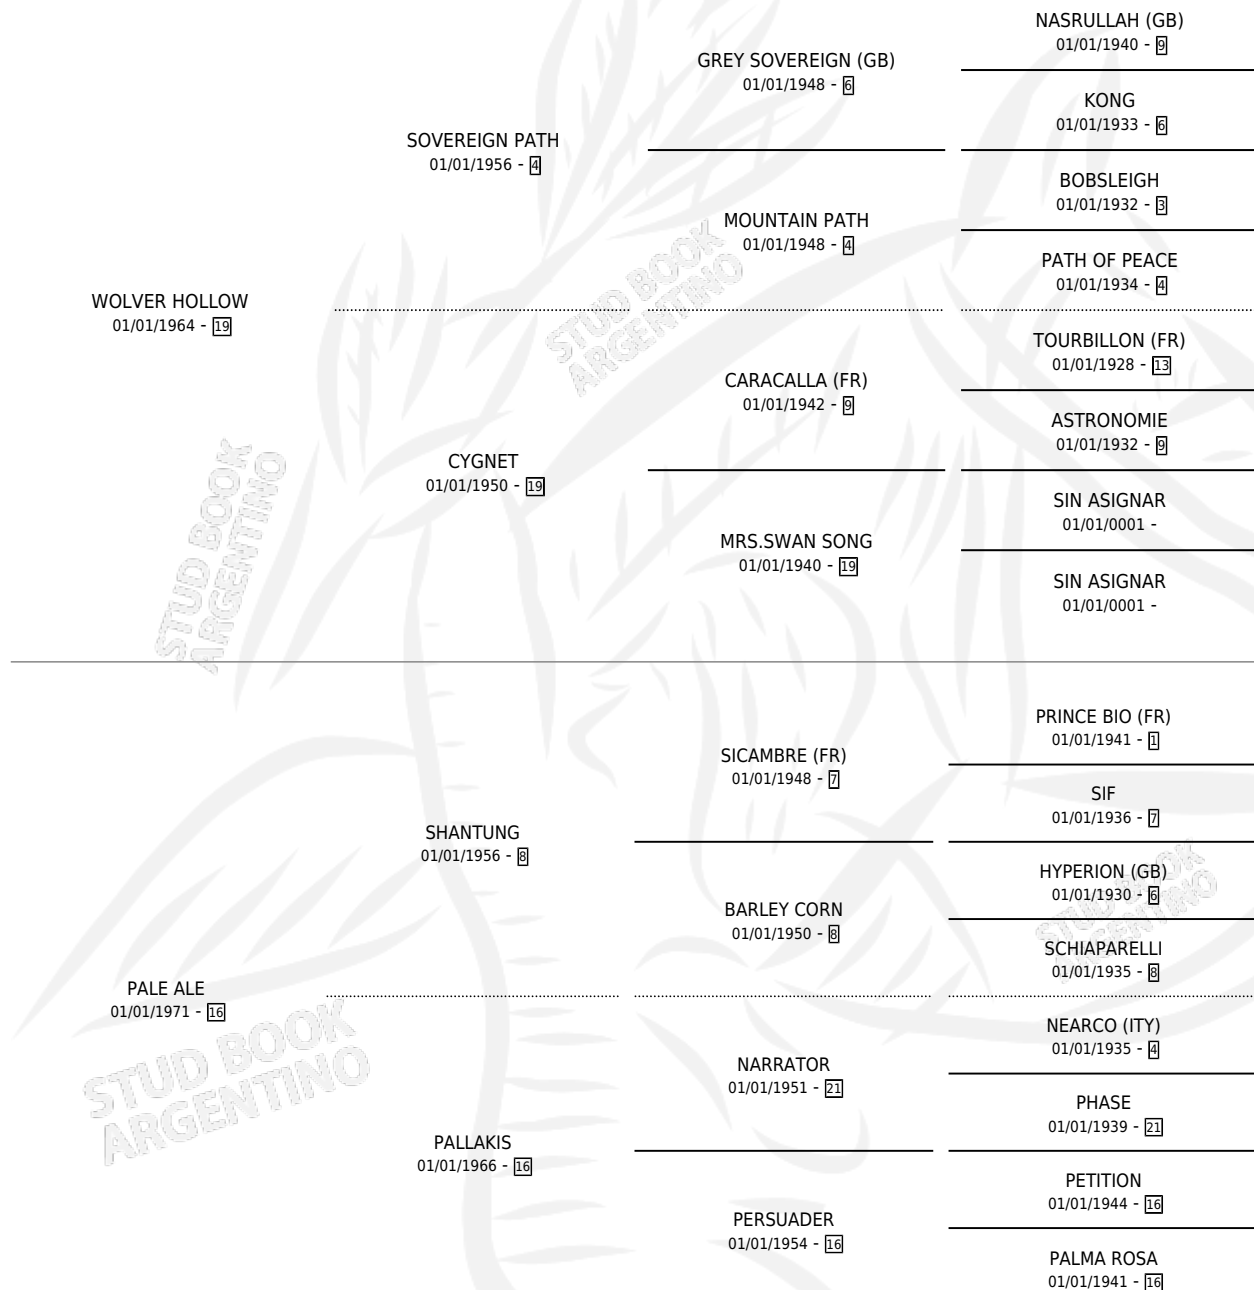 NASRULLAH (GB)
01/01/1940 - 9
GREY SOVEREIGN (GB)
01/01/1948 - 6
KONG
01/01/1933 - 6
SOVEREIGN PATH
01/01/1956 - 4
BOBSLEIGH
01/01/1932 - 3
MOUNTAIN PATH
01/01/1948 - 4
PATH OF PEACE
01/01/1934 - 4
WOLVER HOLLOW
01/01/1964 - 19
TOURBILLON (FR)
01/01/1928 - 13
CARACALLA (FR)
01/01/1942 - 9
ASTRONOMIE
01/01/1932 - 9
CYGNET
01/01/1950 - 19
SIN ASIGNAR
01/01/0001 -
MRS.SWAN SONG
01/01/1940 - 19
SIN ASIGNAR
01/01/0001 -
STUD BOOK
ARGENTINO
STUD BOOK
ARGENTINO
PRINCE BIO (FR)
01/01/1941 - 1
SICAMBRE (FR)
01/01/1948 - 7
SIF
01/01/1936 - 7
SHANTUNG
01/01/1956 - 8
HYPERION (GB)
01/01/1930 - 6
BARLEY CORN
01/01/1950 - 8
SCHIAPARELLI
01/01/1935 - 8
PALE ALE
01/01/1971 - 16
NEARCO (ITY)
01/01/1935 - 4
NARRATOR
01/01/1951 - 21
PHASE
01/01/1939 - 21
PALLAKIS
01/01/1966 - 16
PETITION
01/01/1944 - 16
PERSUADER
01/01/1954 - 16
PALMA ROSA
01/01/1941 - 16
STUD BOOK
ARGENTINO
STUD BOOK
ARGENTINO